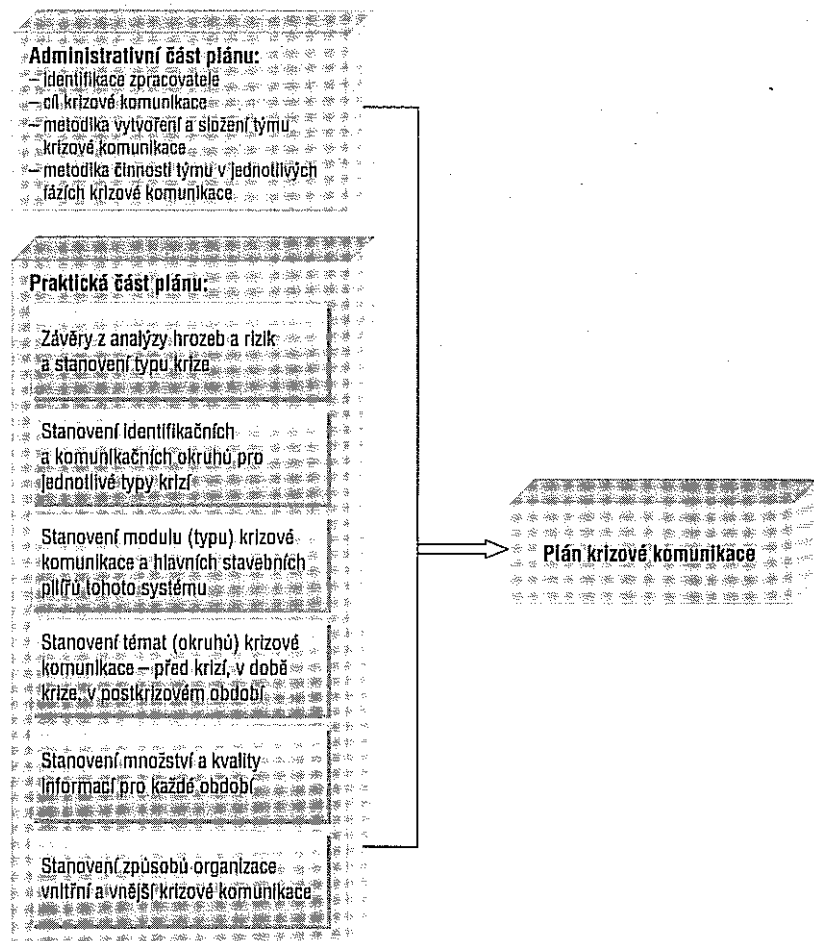 Administrativní část plánu:
– identifikace zpracovatele
– cíl krizové komunikace
– metodika vytvoření a složení týmu
krizové komunikace
– metodika činnosti týmu v jednotlivých
fázích krizové komunikace
Praktická část plánu:
Závěry z analýzy hrozeb a rizik
a stanovení typu krize
Stanovení identifikačních
a komunikačních okruhů pro
jednotlivé typy krizí
Stanovení modulu (typu) krizové
komunikace a hlavních stavebních
pilířů tohoto systému
Stanovení témat (okruhů) krizové
komunikace – před krizí, v době
krize, v postkrizovém období
Stanovení množství a kvality
informací pro každé období
Stanovení způsobů organizace
vnitřní a vnější krizové komunikace
Plán krizové komunikace